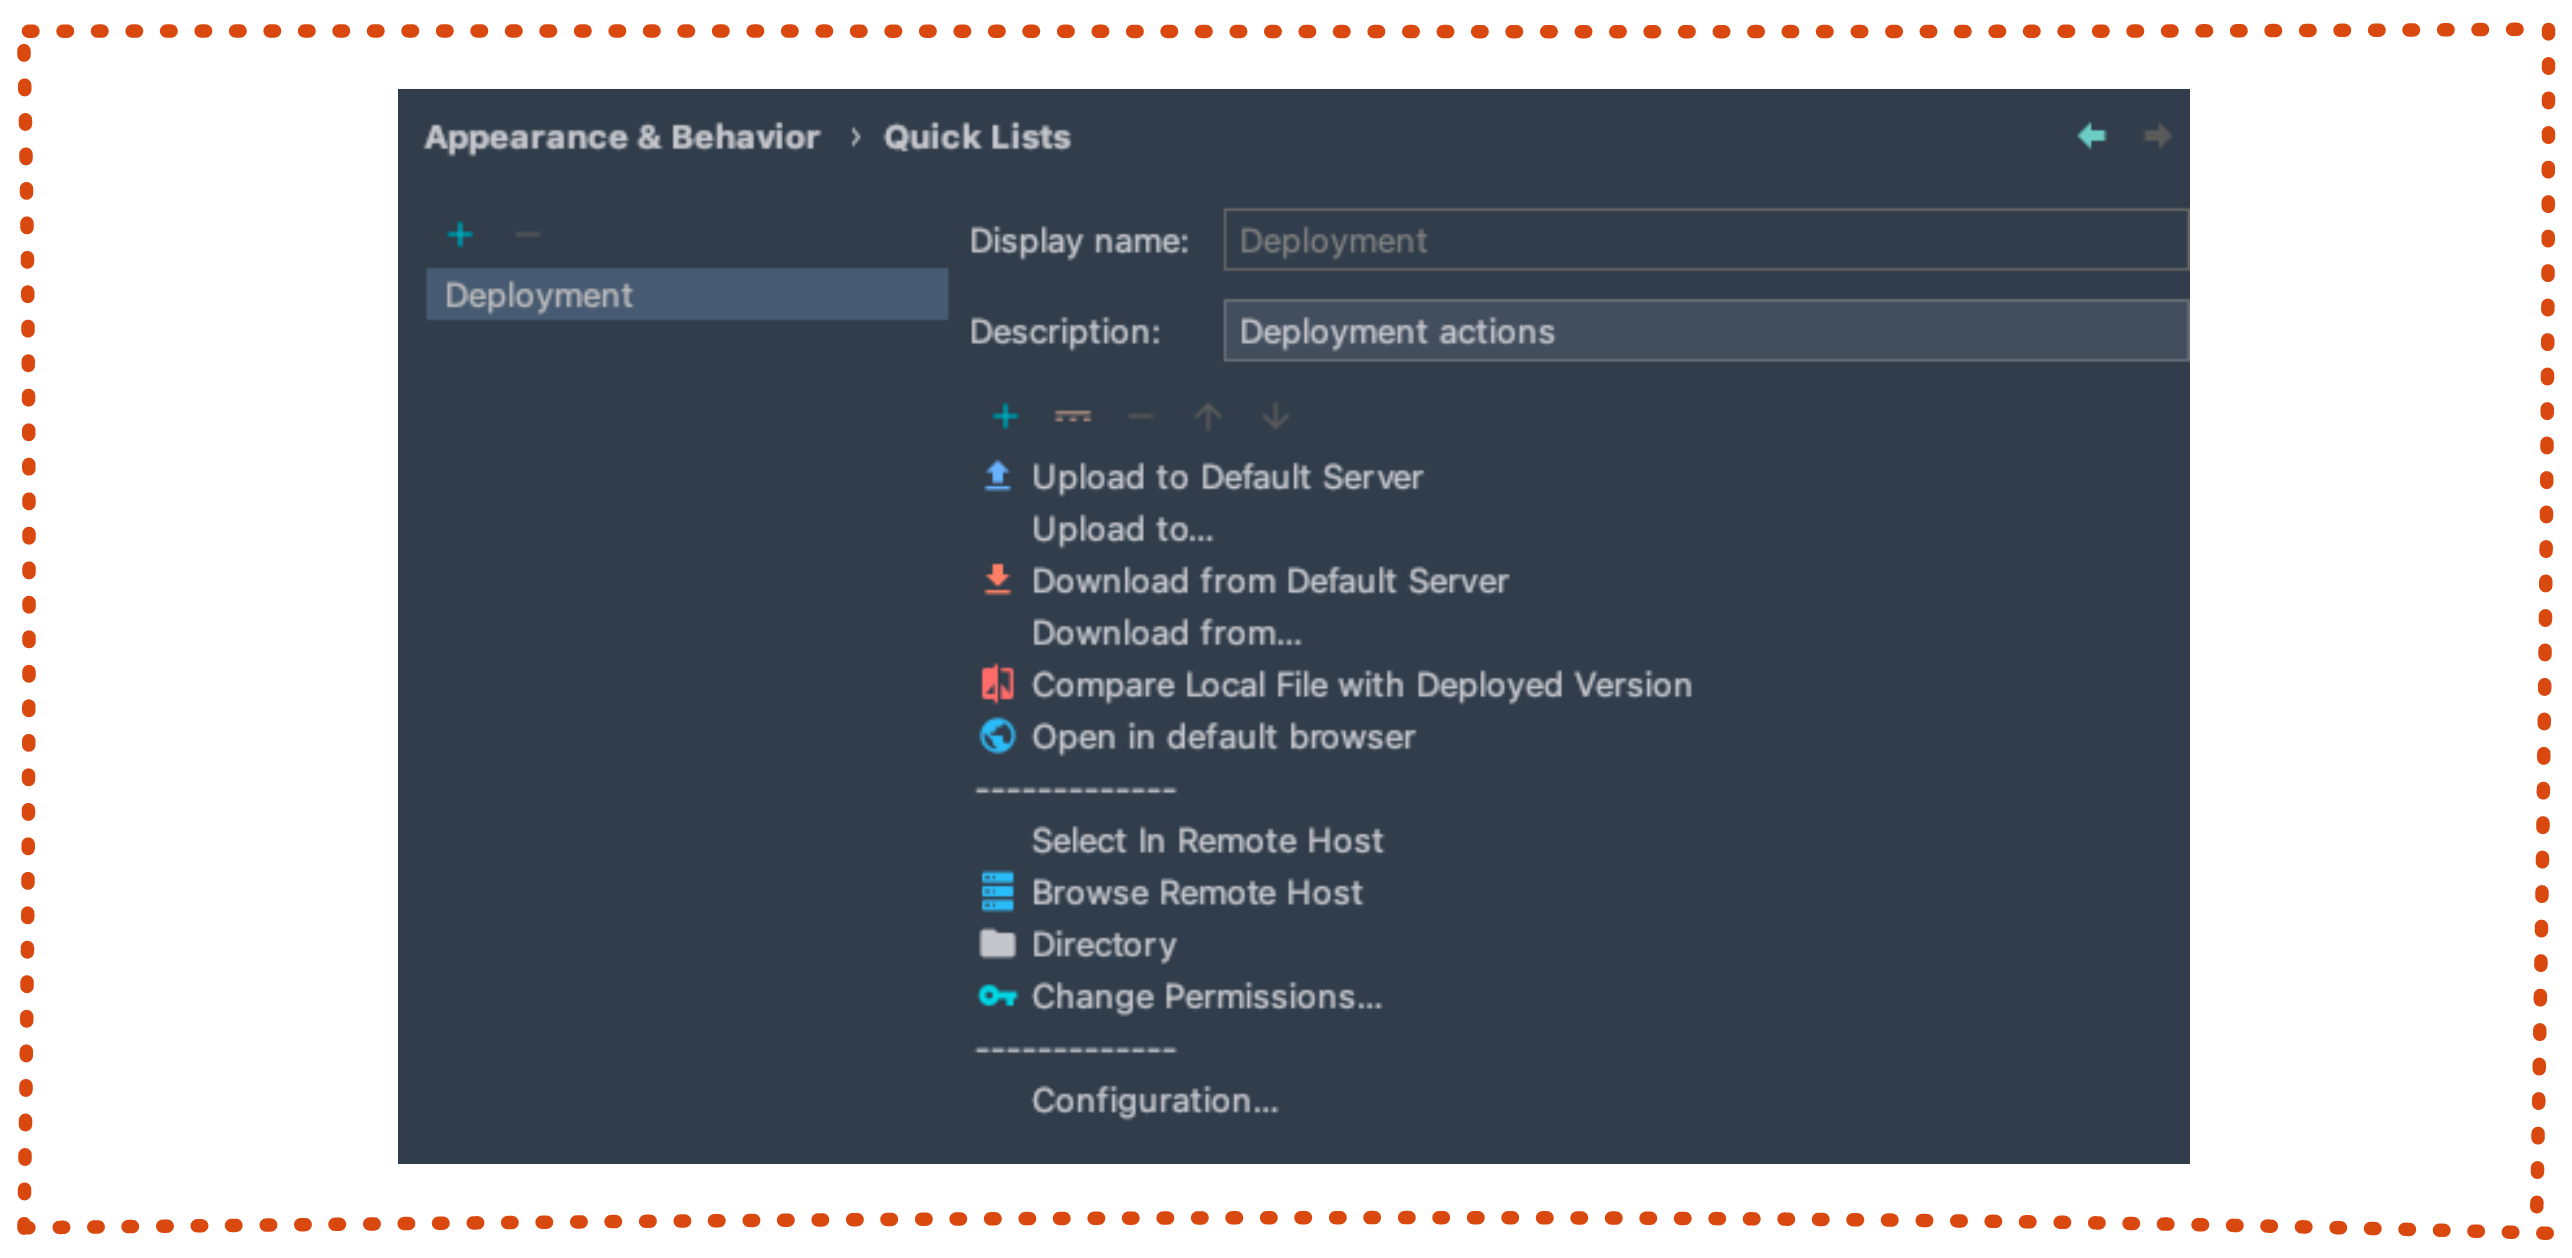 Appearance & Behavior › Quick Lists
Deployment
Display name: Deployment
Description: Deployment actions
Upload to Default Server
Upload to...
Download from Default Server
Download from...
Compare Local File with Deployed Version
Open in default browser
-------------
Select In Remote Host
Browse Remote Host
Directory
Change Permissions...
-------------
Configuration...